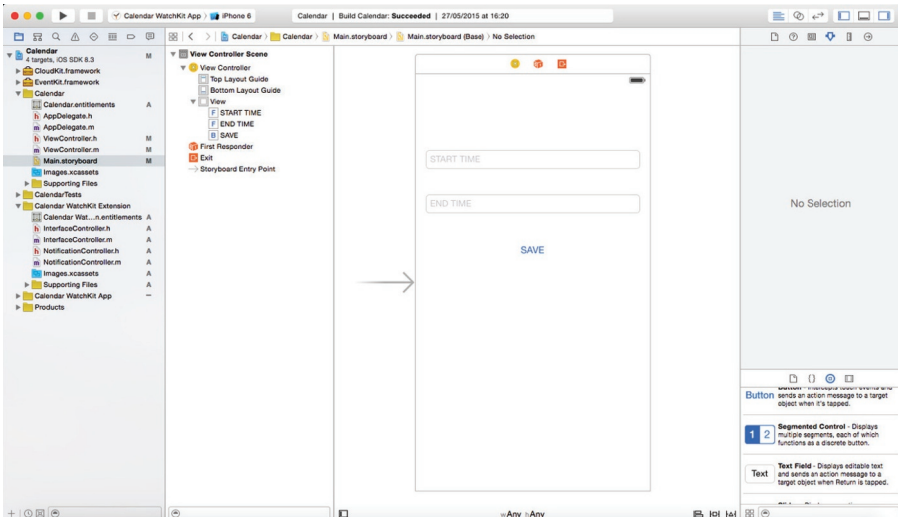 Calendar WatchKit App 〉 iPhone 6
Calendar | Build Calendar: Succeeded | 27/05/2015 at 16:20
Calendar 〉 Calendar 〉 Main.storyboard 〉 Main.storyboard (Base) 〉 No Selection
Calendar M
4 targets, iOS SDK 8.3
CloudKit.framework
EventKit.framework
Calendar
Calendar.entitlements A
h AppDelegate.h
m AppDelegate.m
h ViewController.h M
m ViewController.m M
Main.storyboard M
Images.xcassets
Supporting Files
CalendarTests
Calendar WatchKit Extension
Calendar Wat...n.entitlements A
h InterfaceController.h A
m InterfaceController.m A
h NotificationController.h A
m NotificationController.m A
Images.xcassets A
Supporting Files A
Calendar WatchKit App
Products
View Controller Scene
View Controller
Top Layout Guide
Bottom Layout Guide
View
F START TIME
F END TIME
B SAVE
First Responder
Exit
Storyboard Entry Point
START TIME
END TIME
SAVE
wAny hAny
No Selection
Button
Button - Intercepts touch events and
sends an action message to a target
object when it's tapped.
1 2
Segmented Control - Displays
multiple segments, each of which
functions as a discrete button.
Text
Text Field - Displays editable text
and sends an action message to a
target object when Return is tapped.